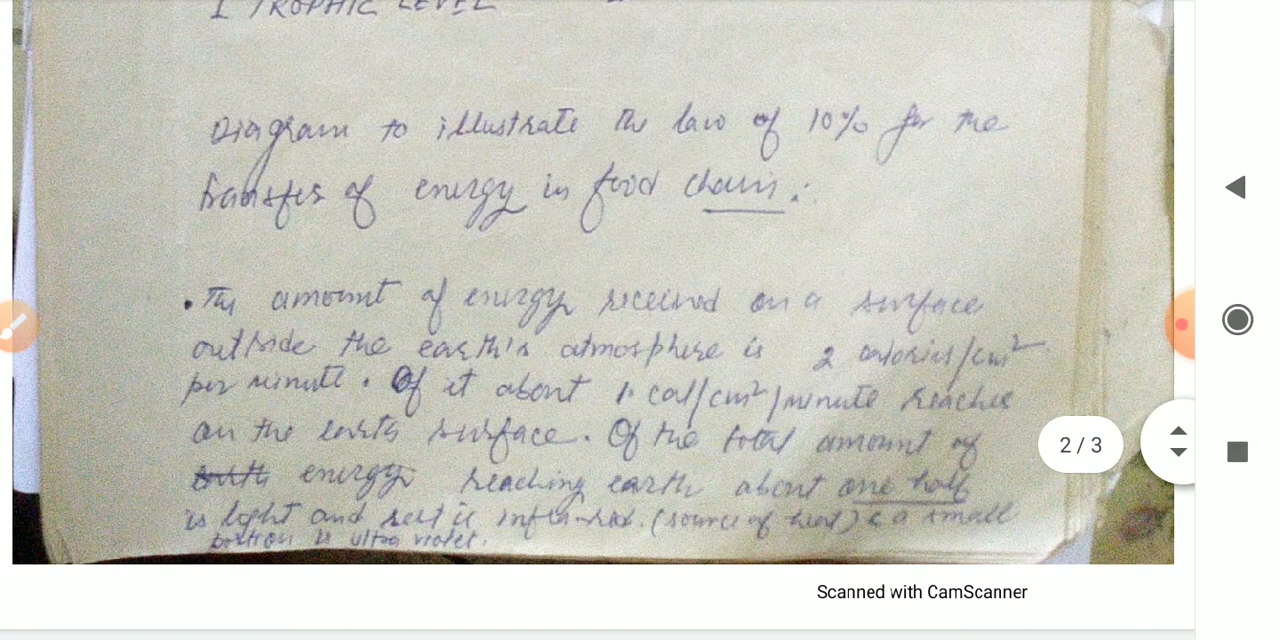 I TROPHIC LEVEL
Diagram to illustrate the law of 10% for the
transfer of energy in food chain :
• The amount of energy received on a surface
outside the earth's atmosphere is 2 calories/cm²
per minute. Of it about 1 cal/cm²/minute reaches
on the earth surface. Of the total amount of
earth energy reaching earth about one half
is light and rest is infra-red. (source of heat) & a small
portion is ultra violet.
2 / 3
Scanned with CamScanner